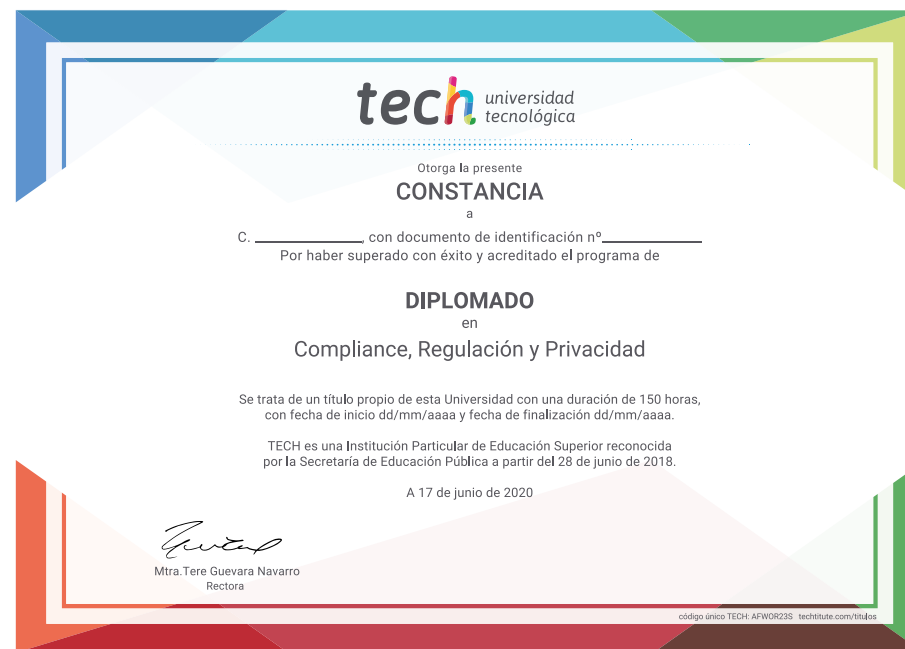 tech universidad
tecnológica
Otorga la presente
CONSTANCIA
a
C. ____________, con documento de identificación nº____________
Por haber superado con éxito y acreditado el programa de
DIPLOMADO
en
Compliance, Regulación y Privacidad
Se trata de un título propio de esta Universidad con una duración de 150 horas,
con fecha de inicio dd/mm/aaaa y fecha de finalización dd/mm/aaaa.
TECH es una Institución Particular de Educación Superior reconocida
por la Secretaría de Educación Pública a partir del 28 de junio de 2018.
A 17 de junio de 2020
Mtra.Tere Guevara Navarro
Rectora
código único TECH: AFWOR23S techtitute.com/titulos